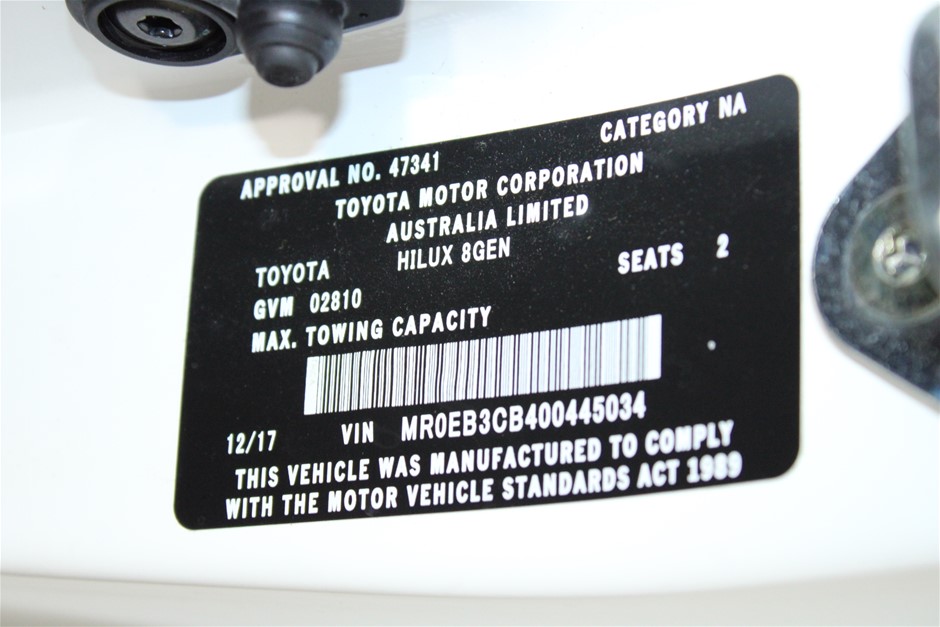 APPROVAL NO. 47341 CATEGORY NA
TOYOTA MOTOR CORPORATION
AUSTRALIA LIMITED
TOYOTA HILUX 8GEN SEATS 2
GVM 02810
MAX. TOWING CAPACITY
12/17 VIN MR0EB3CB400445034
THIS VEHICLE WAS MANUFACTURED TO COMPLY
WITH THE MOTOR VEHICLE STANDARDS ACT 1989